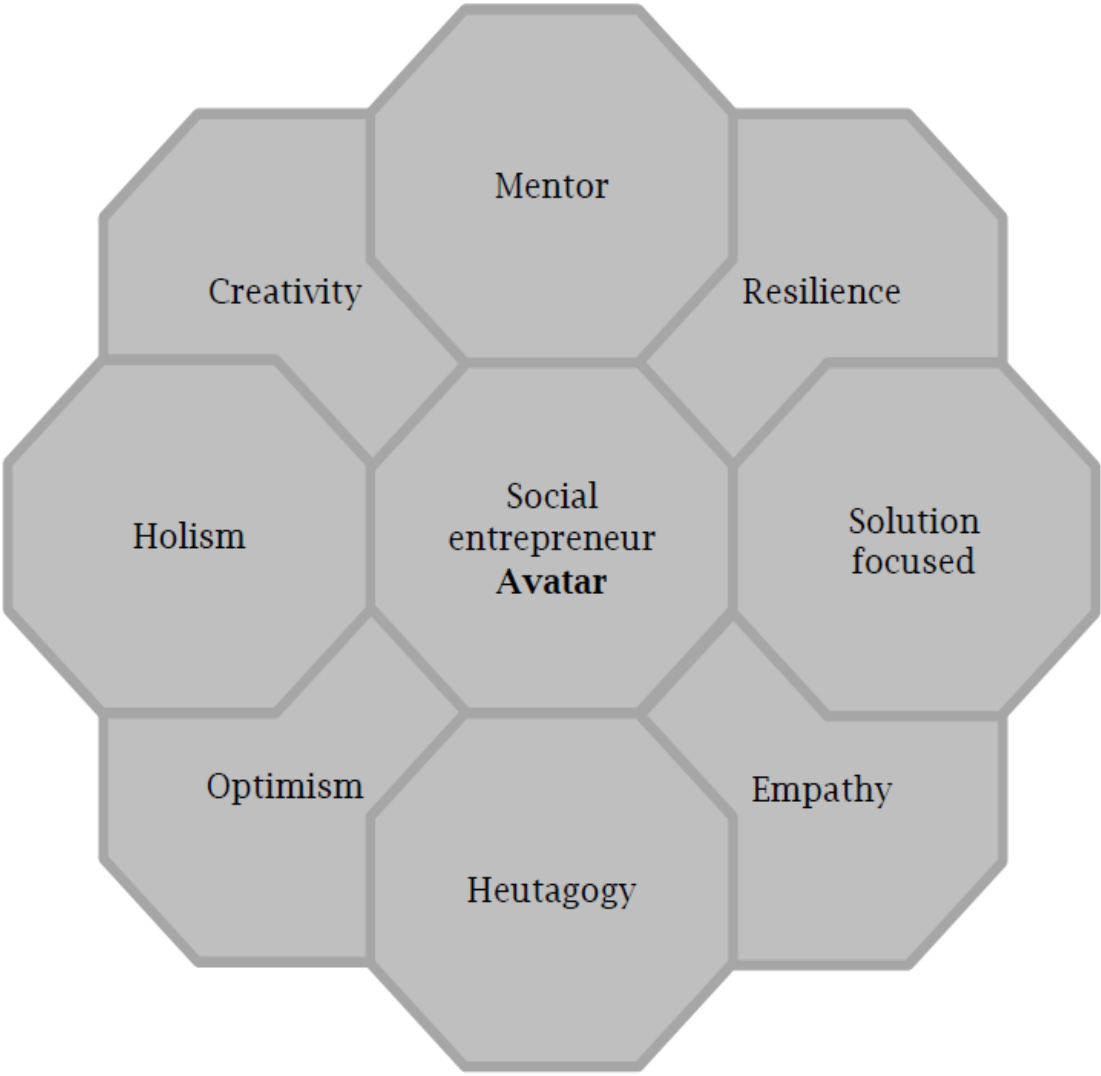 Mentor
Creativity
Resilience
Holism
Social
entrepreneur
Avatar
Solution
focused
Optimism
Empathy
Heutagogy